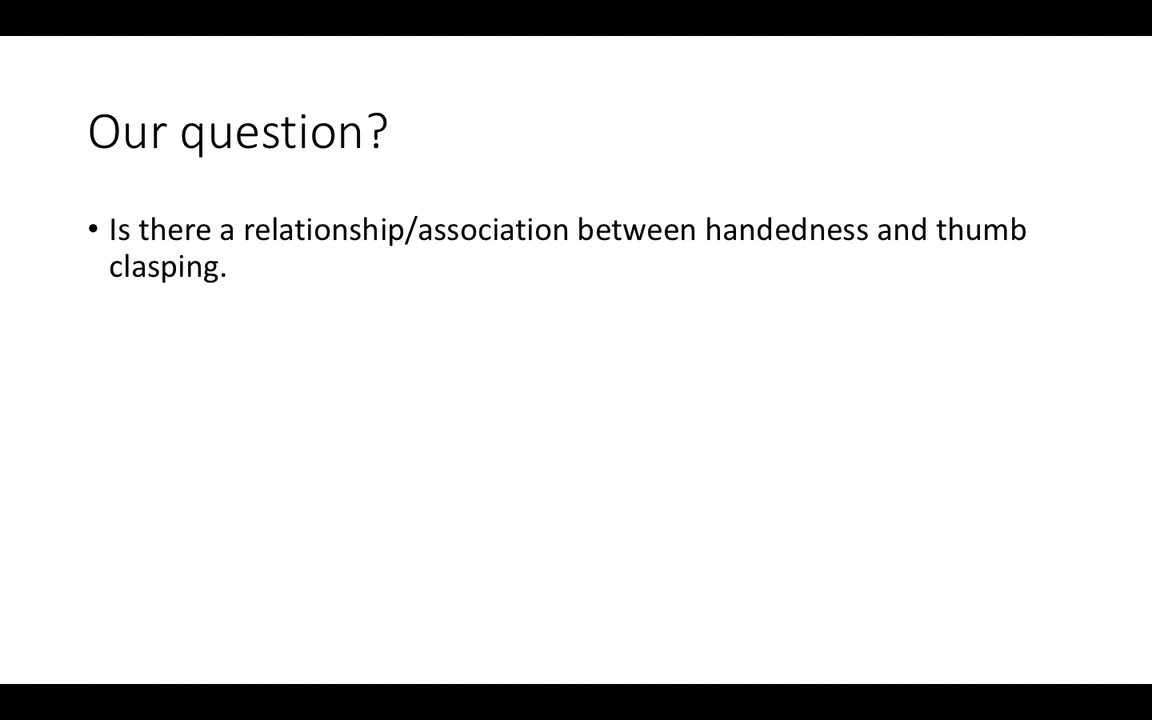 Our question?
• Is there a relationship/association between handedness and thumb
clasping.